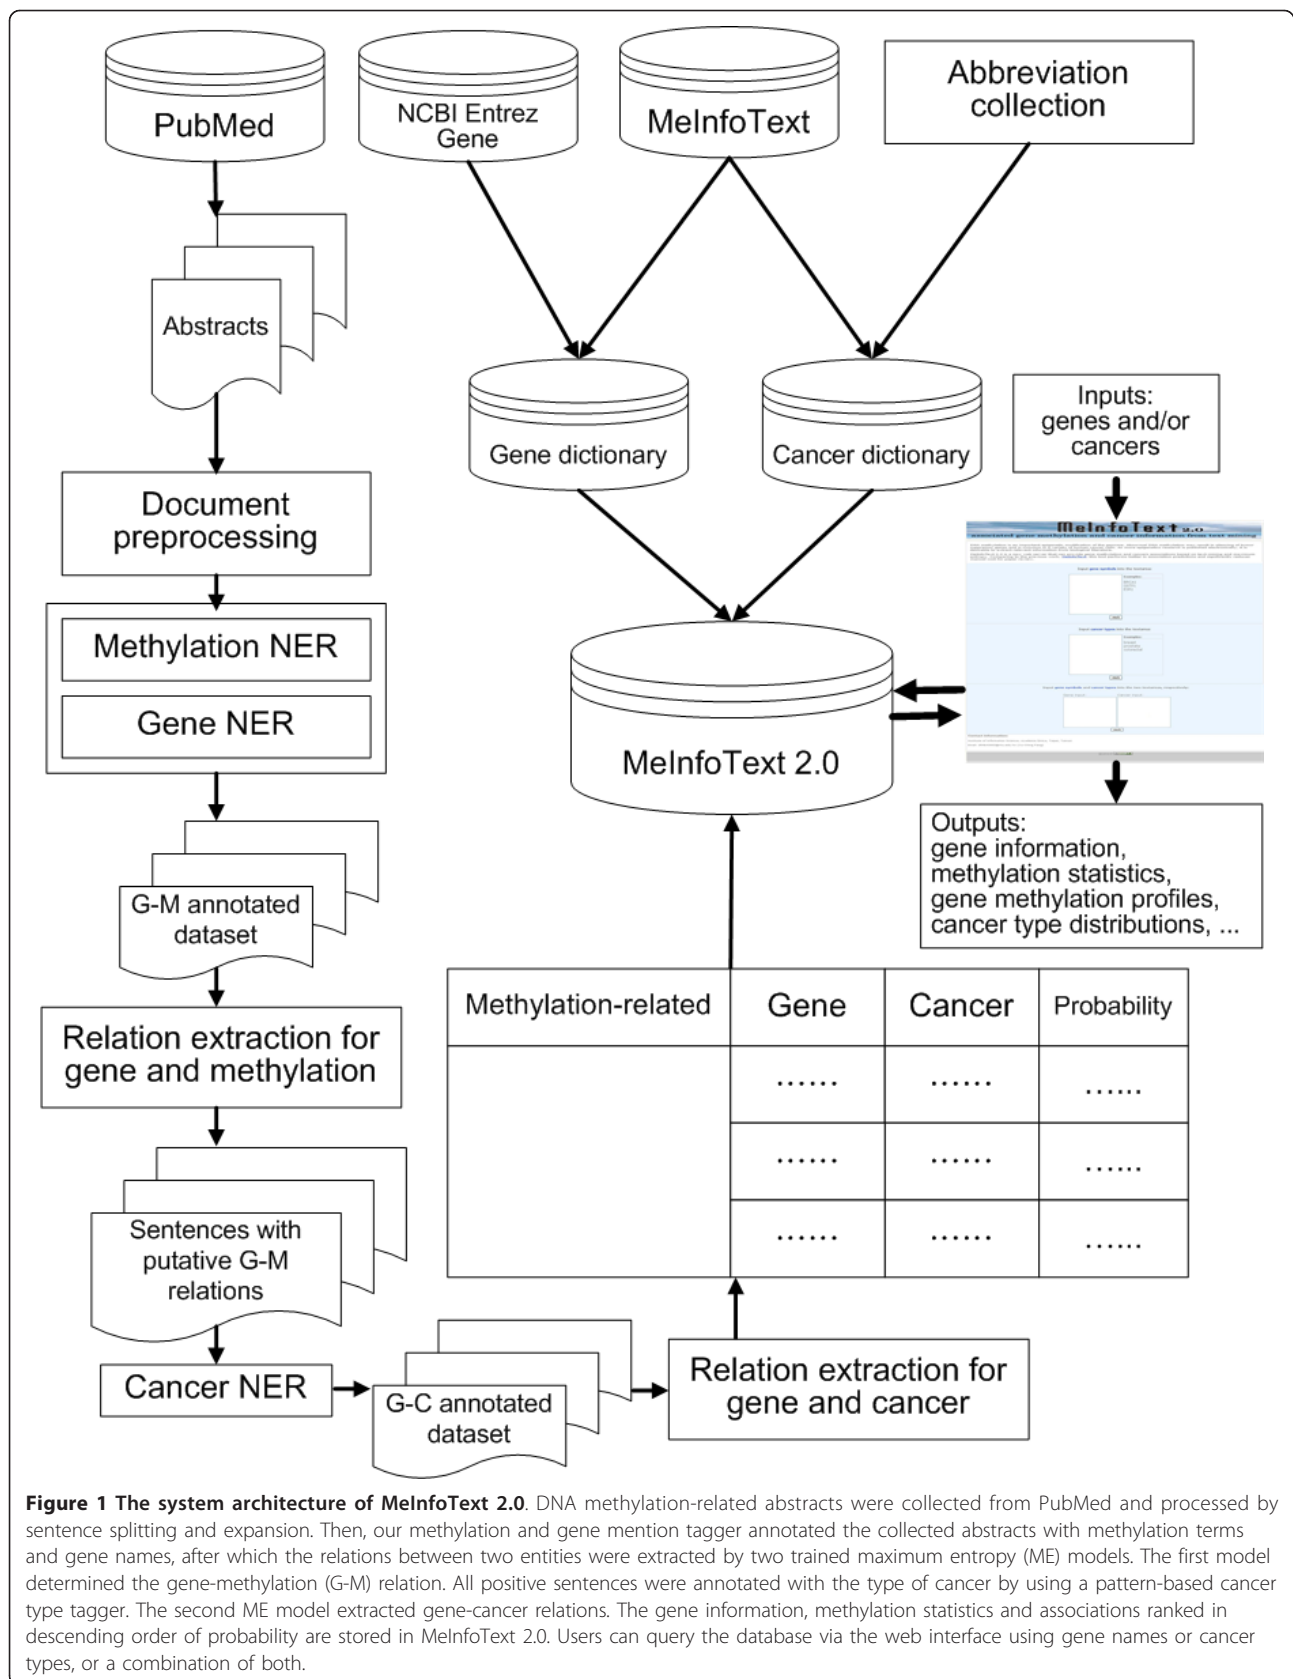 PubMed
NCBI Entrez
Gene
MeInfoText
Abbreviation
collection
Abstracts
Gene dictionary
Cancer dictionary
Inputs:
genes and/or
cancers
Document
preprocessing
Methylation NER
Gene NER
MeInfoText 2.0
associated gene methylation and cancer information from text mining
MeInfoText 2.0
Outputs:
gene information,
methylation statistics,
gene methylation profiles,
cancer type distributions, ...
G-M annotated
dataset
Relation extraction for
gene and methylation
Methylation-related Gene Cancer Probability
...... ...... ......
...... ...... ......
...... ...... ......
Sentences with
putative G-M
relations
Cancer NER
G-C annotated
dataset
Relation extraction for
gene and cancer
Figure 1 The system architecture of MeInfoText 2.0. DNA methylation-related abstracts were collected from PubMed and processed by
sentence splitting and expansion. Then, our methylation and gene mention tagger annotated the collected abstracts with methylation terms
and gene names, after which the relations between two entities were extracted by two trained maximum entropy (ME) models. The first model
determined the gene-methylation (G-M) relation. All positive sentences were annotated with the type of cancer by using a pattern-based cancer
type tagger. The second ME model extracted gene-cancer relations. The gene information, methylation statistics and associations ranked in
descending order of probability are stored in MeInfoText 2.0. Users can query the database via the web interface using gene names or cancer
types, or a combination of both.